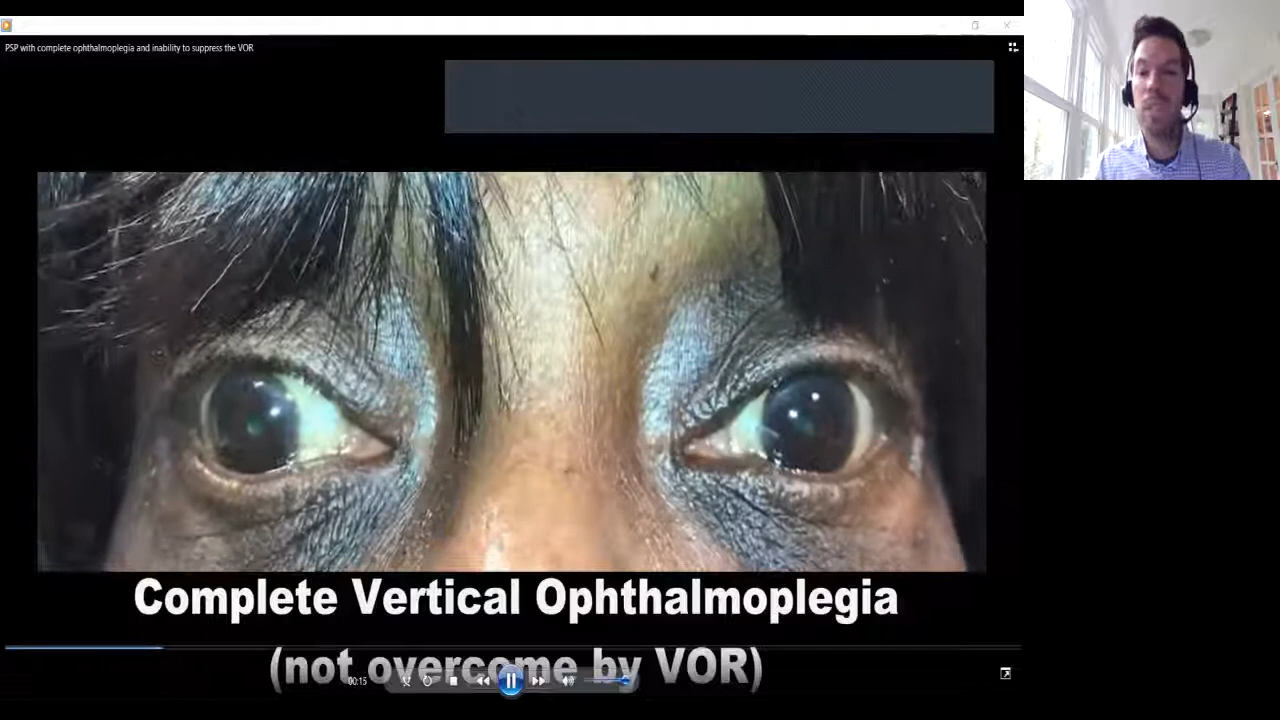 PSP with complete ophthalmoplegia and inability to suppress the VOR
Complete Vertical Ophthalmoplegia
(not overcome by VOR)
00:15